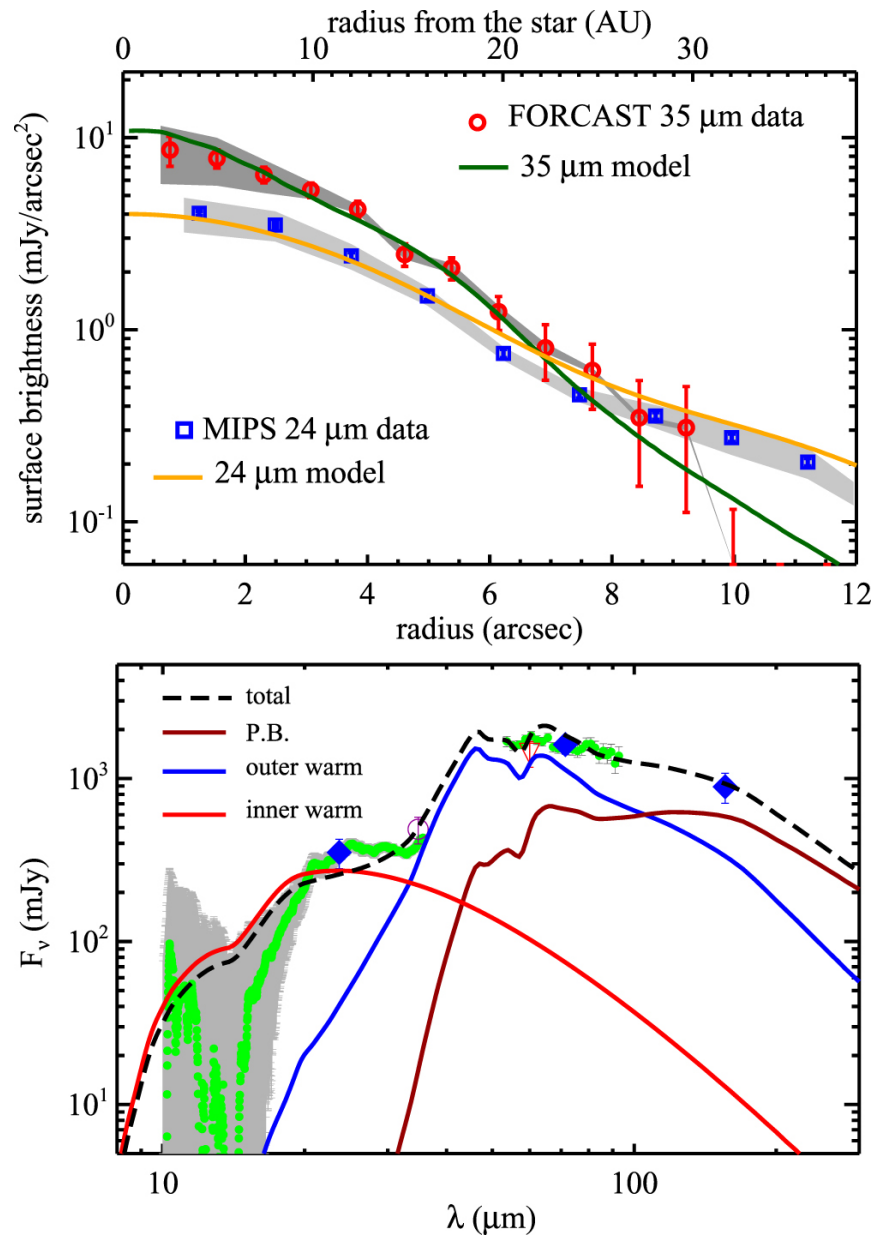 radius from the star (AU)
0 10 20 30
surface brightness (mJy/arcsec²)
10¹
10⁰
10⁻¹
FORCAST 35 μm data
35 μm model
MIPS 24 μm data
24 μm model
0 2 4 6 8 10 12
radius (arcsec)
total
P.B.
outer warm
inner warm
F_ν (mJy)
10³
10²
10¹
10 100
λ (μm)